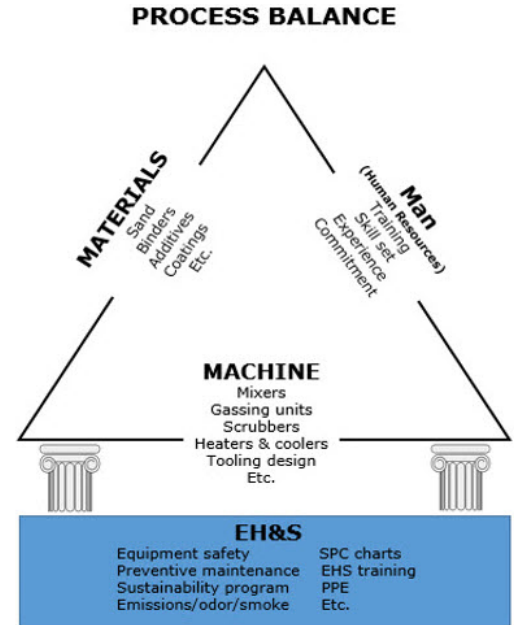 PROCESS BALANCE
MATERIALS
Sand
Binders
Additives
Coatings
Etc.
Man
(Human Resources)
Training
Skill set
Experience
Commitment
MACHINE
Mixers
Gassing units
Scrubbers
Heaters & coolers
Tooling design
Etc.
EH&S
Equipment safety SPC charts
Preventive maintenance EHS training
Sustainability program PPE
Emissions/odor/smoke Etc.